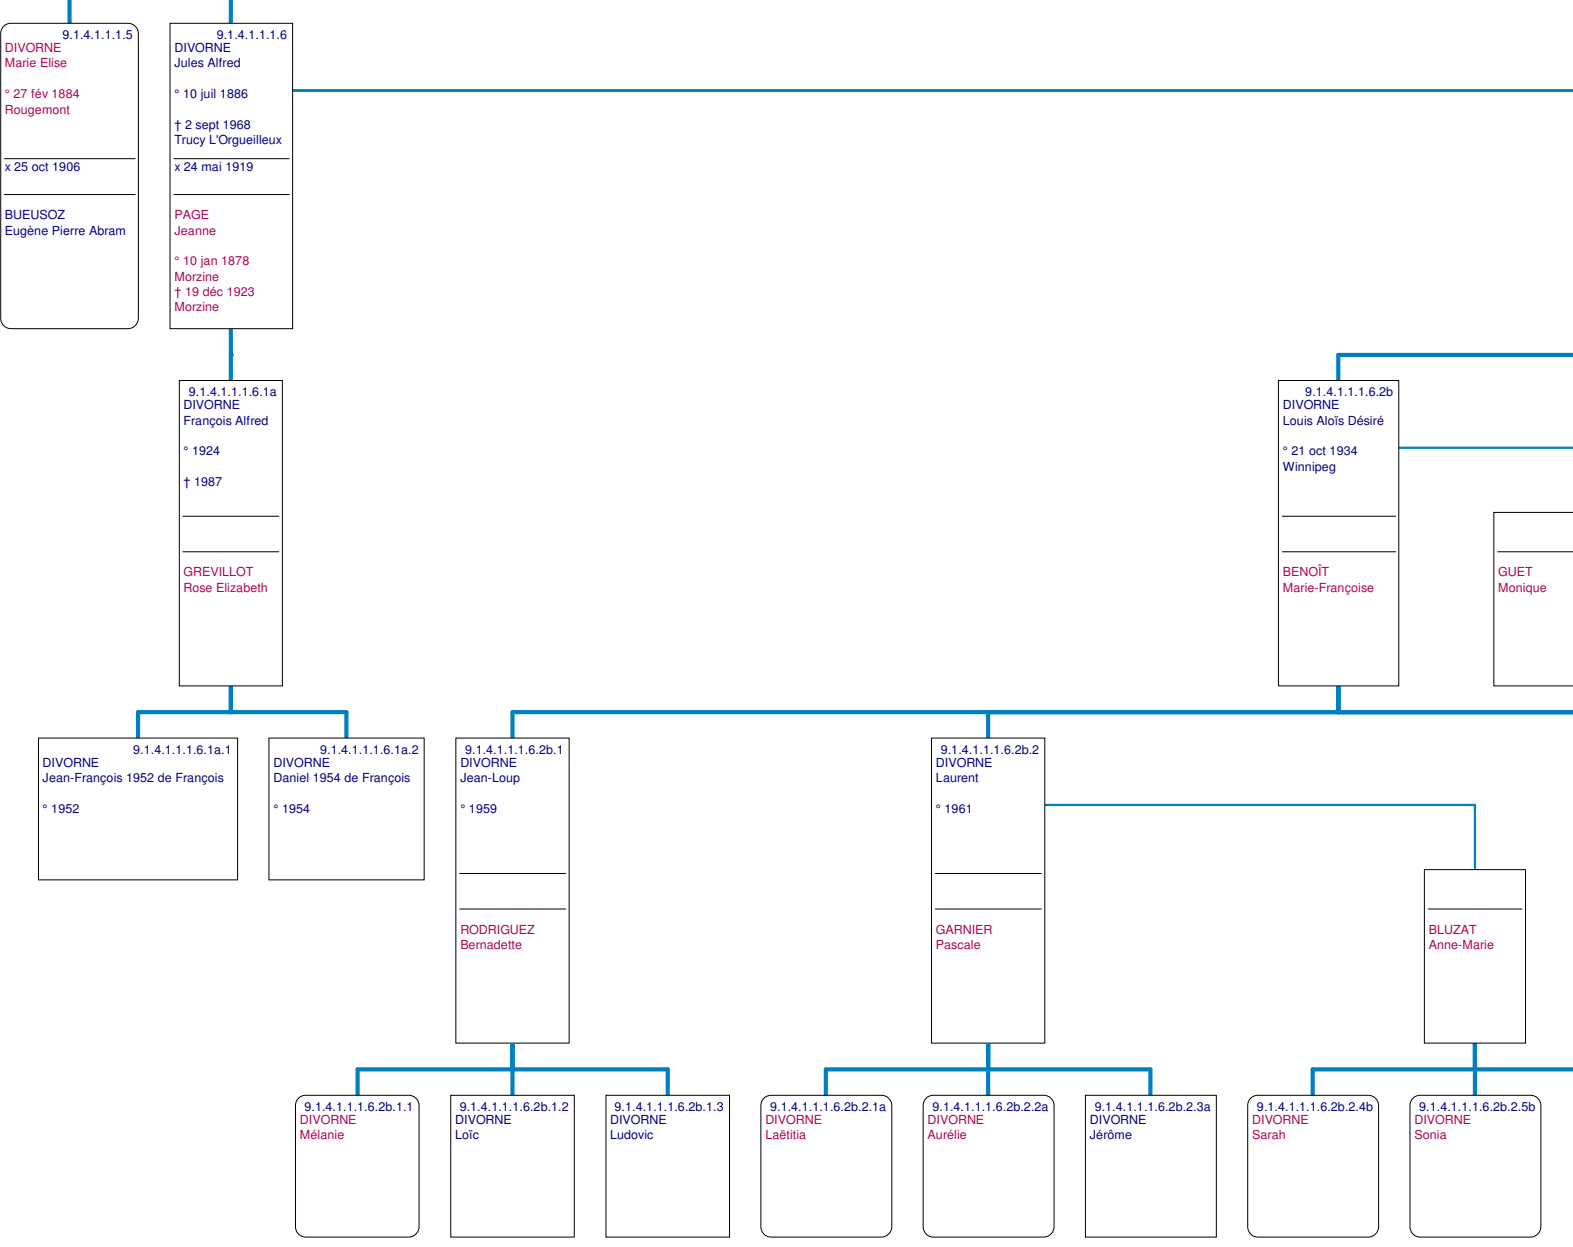 9.1.4.1.1.1.5
DIVORNE
Marie Elise
° 27 fév 1884
Rougemont
x 25 oct 1906
BUEUSOZ
Eugène Pierre Abram
9.1.4.1.1.1.6
DIVORNE
Jules Alfred
° 10 juil 1886
† 2 sept 1968
Trucy L'Orgueilleux
x 24 mai 1919
PAGE
Jeanne
° 10 jan 1878
Morzine
† 19 déc 1923
Morzine
9.1.4.1.1.1.6.1a
DIVORNE
François Alfred
° 1924
† 1987
GREVILLOT
Rose Elizabeth
9.1.4.1.1.1.6.2b
DIVORNE
Louis Aloïs Désiré
° 21 oct 1934
Winnipeg
BENOÎT
Marie-Françoise
GUET
Monique
9.1.4.1.1.1.6.1a.1
DIVORNE
Jean-François 1952 de François
° 1952
9.1.4.1.1.1.6.1a.2
DIVORNE
Daniel 1954 de François
° 1954
9.1.4.1.1.1.6.2b.1
DIVORNE
Jean-Loup
° 1959
RODRIGUEZ
Bernadette
9.1.4.1.1.1.6.2b.2
DIVORNE
Laurent
° 1961
GARNIER
Pascale
BLUZAT
Anne-Marie
9.1.4.1.1.1.6.2b.1.1
DIVORNE
Mélanie
9.1.4.1.1.1.6.2b.1.2
DIVORNE
Loïc
9.1.4.1.1.1.6.2b.1.3
DIVORNE
Ludovic
9.1.4.1.1.1.6.2b.2.1a
DIVORNE
Laëtitia
9.1.4.1.1.1.6.2b.2.2a
DIVORNE
Aurélie
9.1.4.1.1.1.6.2b.2.3a
DIVORNE
Jérôme
9.1.4.1.1.1.6.2b.2.4b
DIVORNE
Sarah
9.1.4.1.1.1.6.2b.2.5b
DIVORNE
Sonia